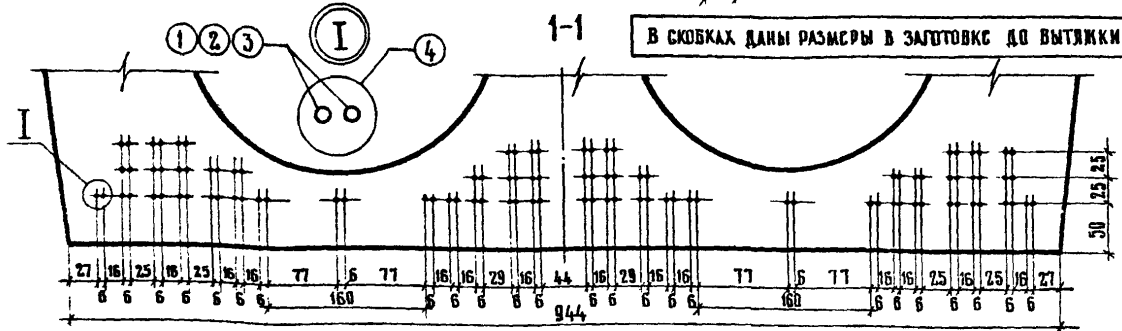 1 2 3 I 4
1-1
В СКОБКАХ ДАНЫ РАЗМЕРЫ В ЗАГОТОВКЕ ДО ВЫТЯЖКИ
I
25
25
50
27 16 25 16 25 16 16 77 6 77 16 16 29 16 44 16 29 16 16 77 6 77 16 16 25 16 25 16 27
6 6 6 6 6 6 6 160 6 6 6 6 6 6 6 6 6 6 160 6 6 6 6 6 6 6
944